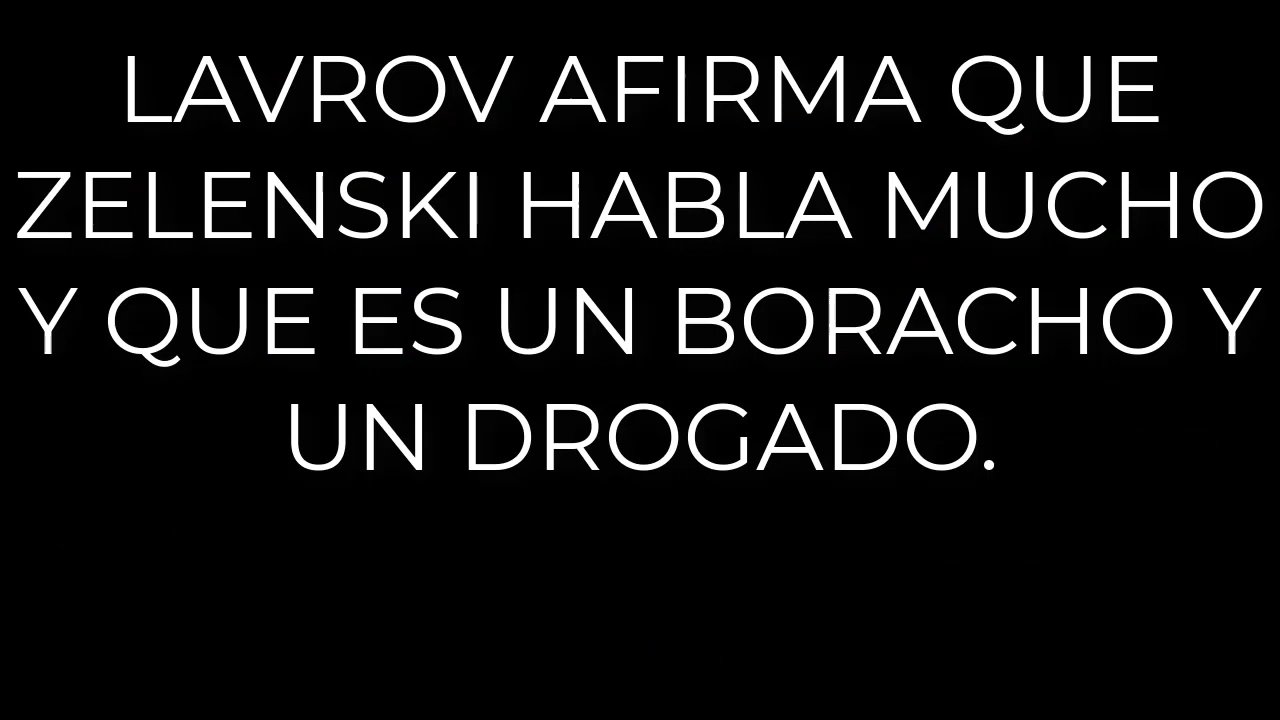 LAVROV AFIRMA QUE
ZELENSKI HABLA MUCHO
Y QUE ES UN BORACHO Y
UN DROGADO.